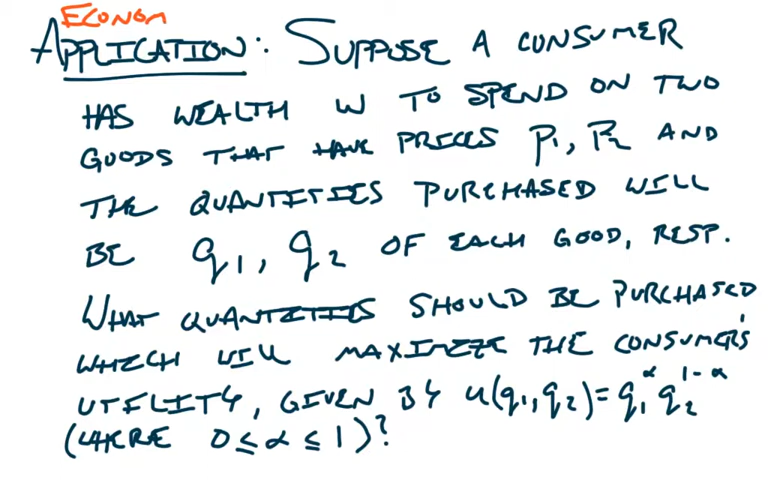 ECONOM
APPLICATION: SUPPOSE A CONSUMER
HAS WEALTH W TO SPEND ON TWO
GOODS THAT HAVE PRICES p₁, p₂ AND
THE QUANTITIES PURCHASED WILL
BE q₁, q₂ OF EACH GOOD, RESP.
WHAT QUANTITIES SHOULD BE PURCHASED
WHICH WILL MAXIMIZE THE CONSUMER'S
UTILITY, GIVEN BY u(q₁,q₂)=q₁^α q₂^(1-α)
(WHERE 0≤α≤1)?